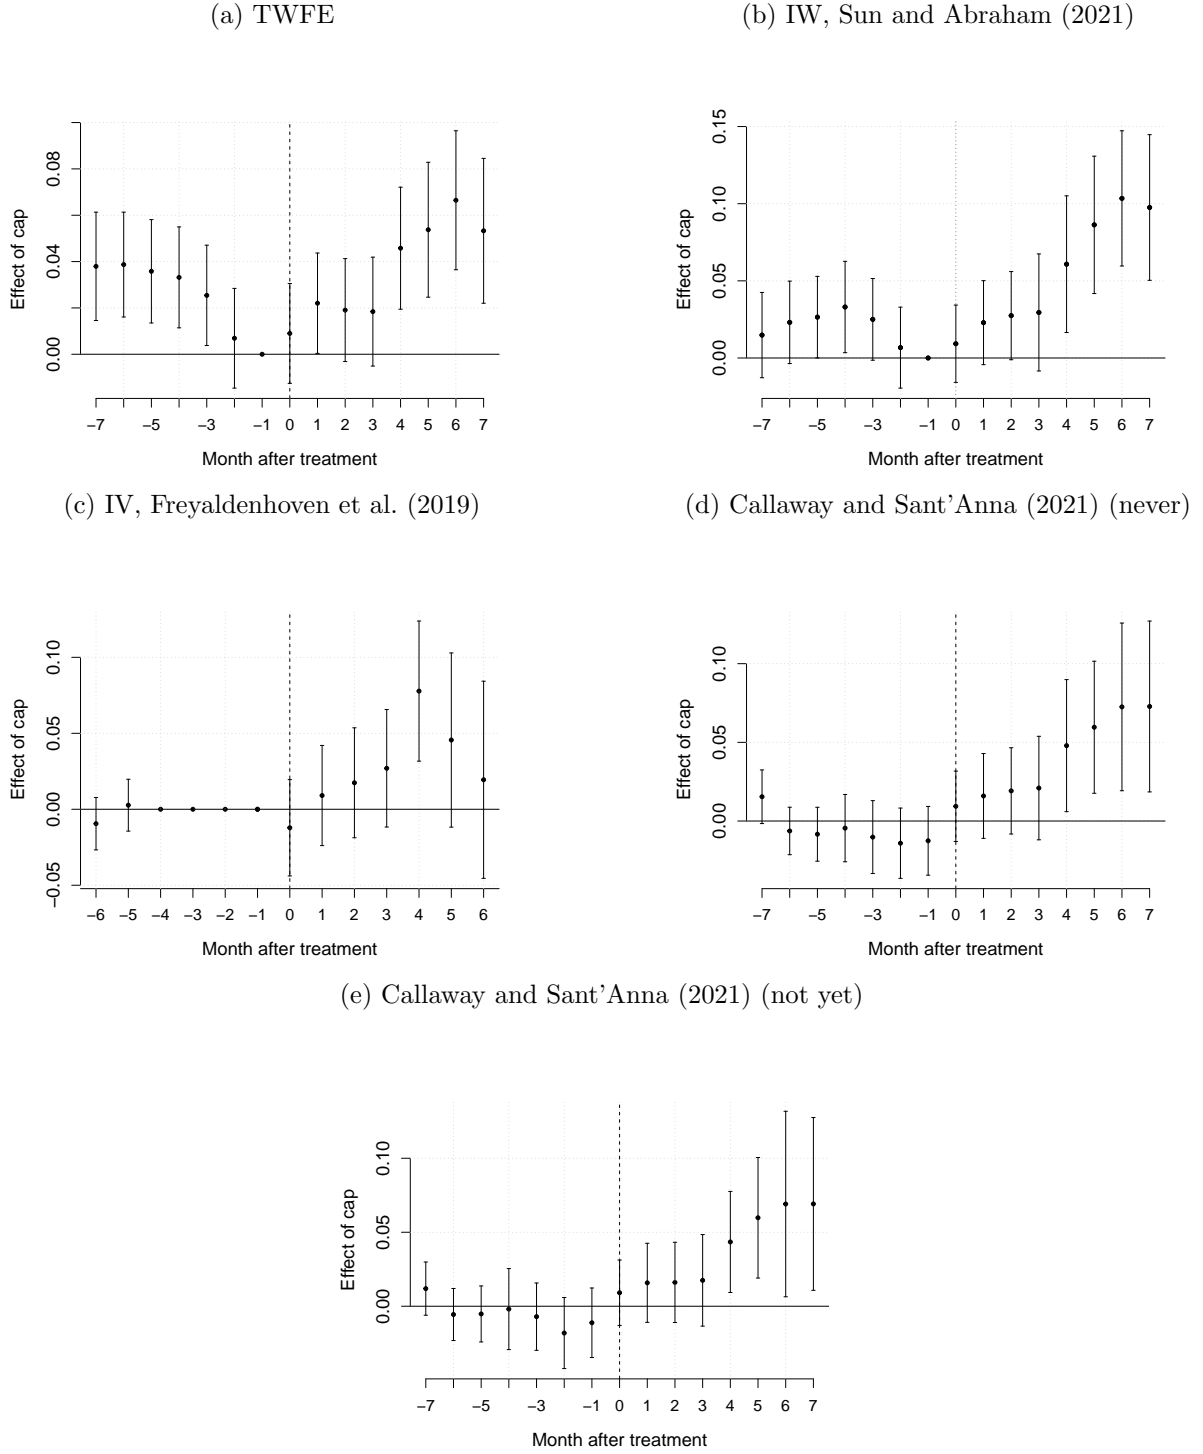 (a) TWFE
(b) IW, Sun and Abraham (2021)
Effect of cap
0.00 0.04 0.08
−7 −5 −3 −1 0 1 2 3 4 5 6 7
Month after treatment
Effect of cap
0.00 0.05 0.10 0.15
−7 −5 −3 −1 0 1 2 3 4 5 6 7
Month after treatment
(c) IV, Freyaldenhoven et al. (2019)
(d) Callaway and Sant'Anna (2021) (never)
Effect of cap
−0.05 0.00 0.05 0.10
−6 −5 −4 −3 −2 −1 0 1 2 3 4 5 6
Month after treatment
Effect of cap
0.00 0.05 0.10
−7 −5 −3 −1 0 1 2 3 4 5 6 7
Month after treatment
(e) Callaway and Sant'Anna (2021) (not yet)
Effect of cap
0.00 0.05 0.10
−7 −5 −3 −1 0 1 2 3 4 5 6 7
Month after treatment